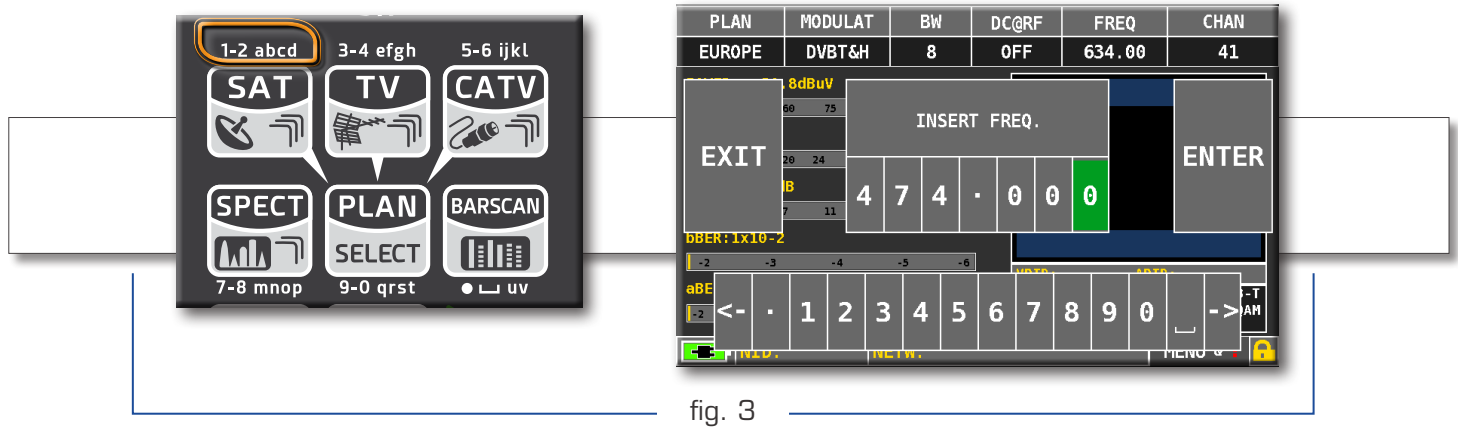 1-2 abcd 3-4 efgh 5-6 ijkl
SAT TV CATV
SPECT PLAN BARSCAN
SELECT
7-8 mnop 9-0 qrst ● ⎵ uv
PLAN MODULAT BW DC@RF FREQ CHAN
EUROPE DVBT&H 8 OFF 634.00 41
.8dBuV
60 75
INSERT FREQ.
EXIT ENTER
20 24
4 7 4 . 0 0 0
7 11
bBER:1x10-2
-2 -3 -4 -5 -6
<- . 1 2 3 4 5 6 7 8 9 0 ⎵ ->
-2
NID: NETW:
MENU
fig. 3